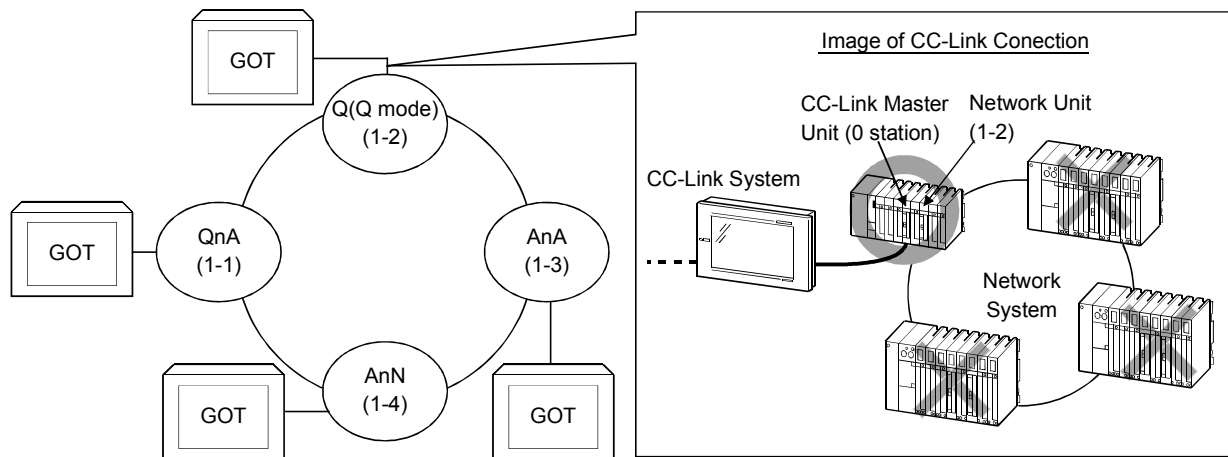 GOT
Q(Q mode)
(1-2)
GOT
QnA
(1-1)
AnA
(1-3)
GOT
AnN
(1-4)
GOT
Image of CC-Link Conection
CC-Link Master
Unit (0 station)
Network Unit
(1-2)
CC-Link System
Network
System